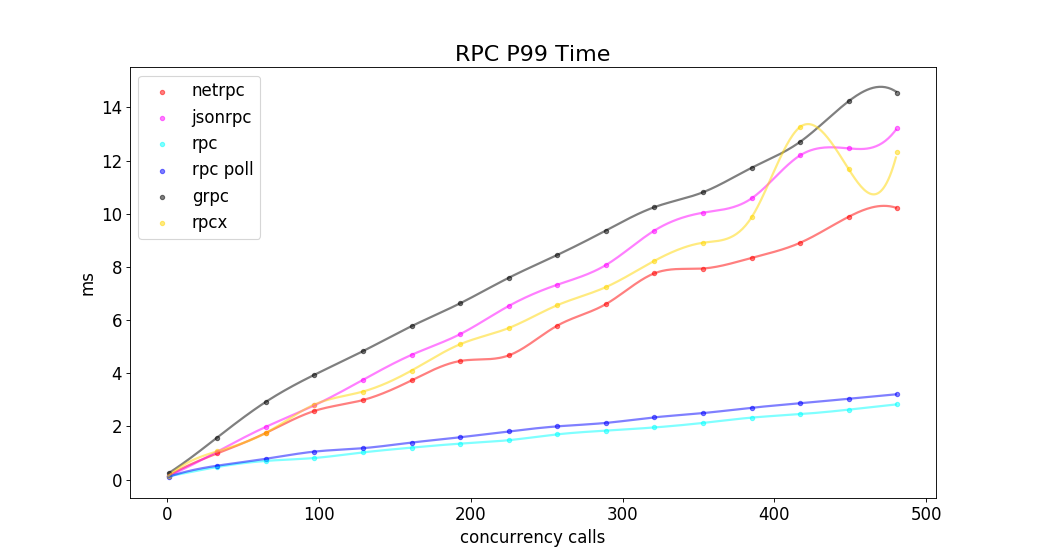 RPC P99 Time
netrpc
jsonrpc
rpc
rpc poll
grpc
rpcx
ms
14
12
10
8
6
4
2
0
0 100 200 300 400 500
concurrency calls